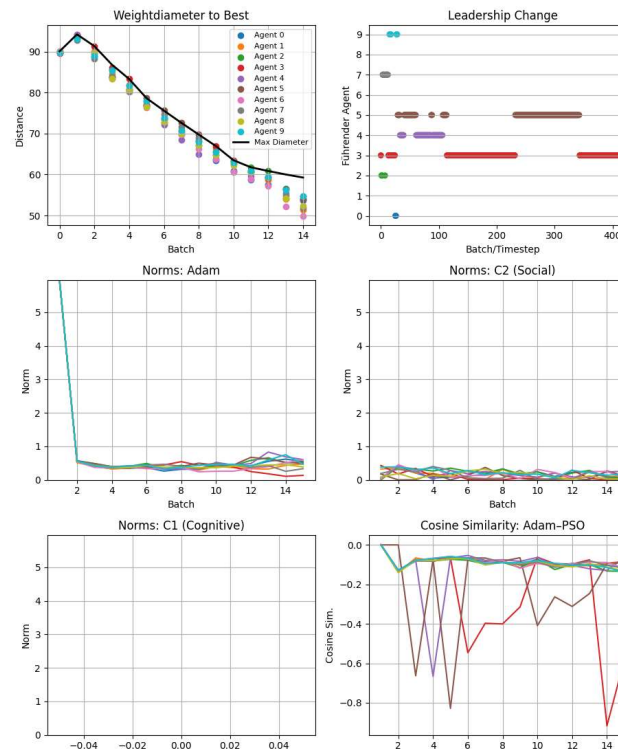 Weightdiameter to Best
90
80
70
60
50
Distance
0 2 4 6 8 10 12 14
Batch
Agent 0
Agent 1
Agent 2
Agent 3
Agent 4
Agent 5
Agent 6
Agent 7
Agent 8
Agent 9
Max Diameter
Leadership Change
9
8
7
6
5
4
3
2
1
0
Führender Agent
0 100 200 300 400
Batch/Timestep
Norms: Adam
5
4
3
2
1
0
Norm
2 4 6 8 10 12 14
Batch
Norms: C2 (Social)
5
4
3
2
1
0
Norm
2 4 6 8 10 12 14
Batch
Norms: C1 (Cognitive)
5
4
3
2
1
0
Norm
−0.04 −0.02 0.00 0.02 0.04
Cosine Similarity: Adam–PSO
0.0
−0.2
−0.4
−0.6
−0.8
Cosine Sim.
2 4 6 8 10 12 14